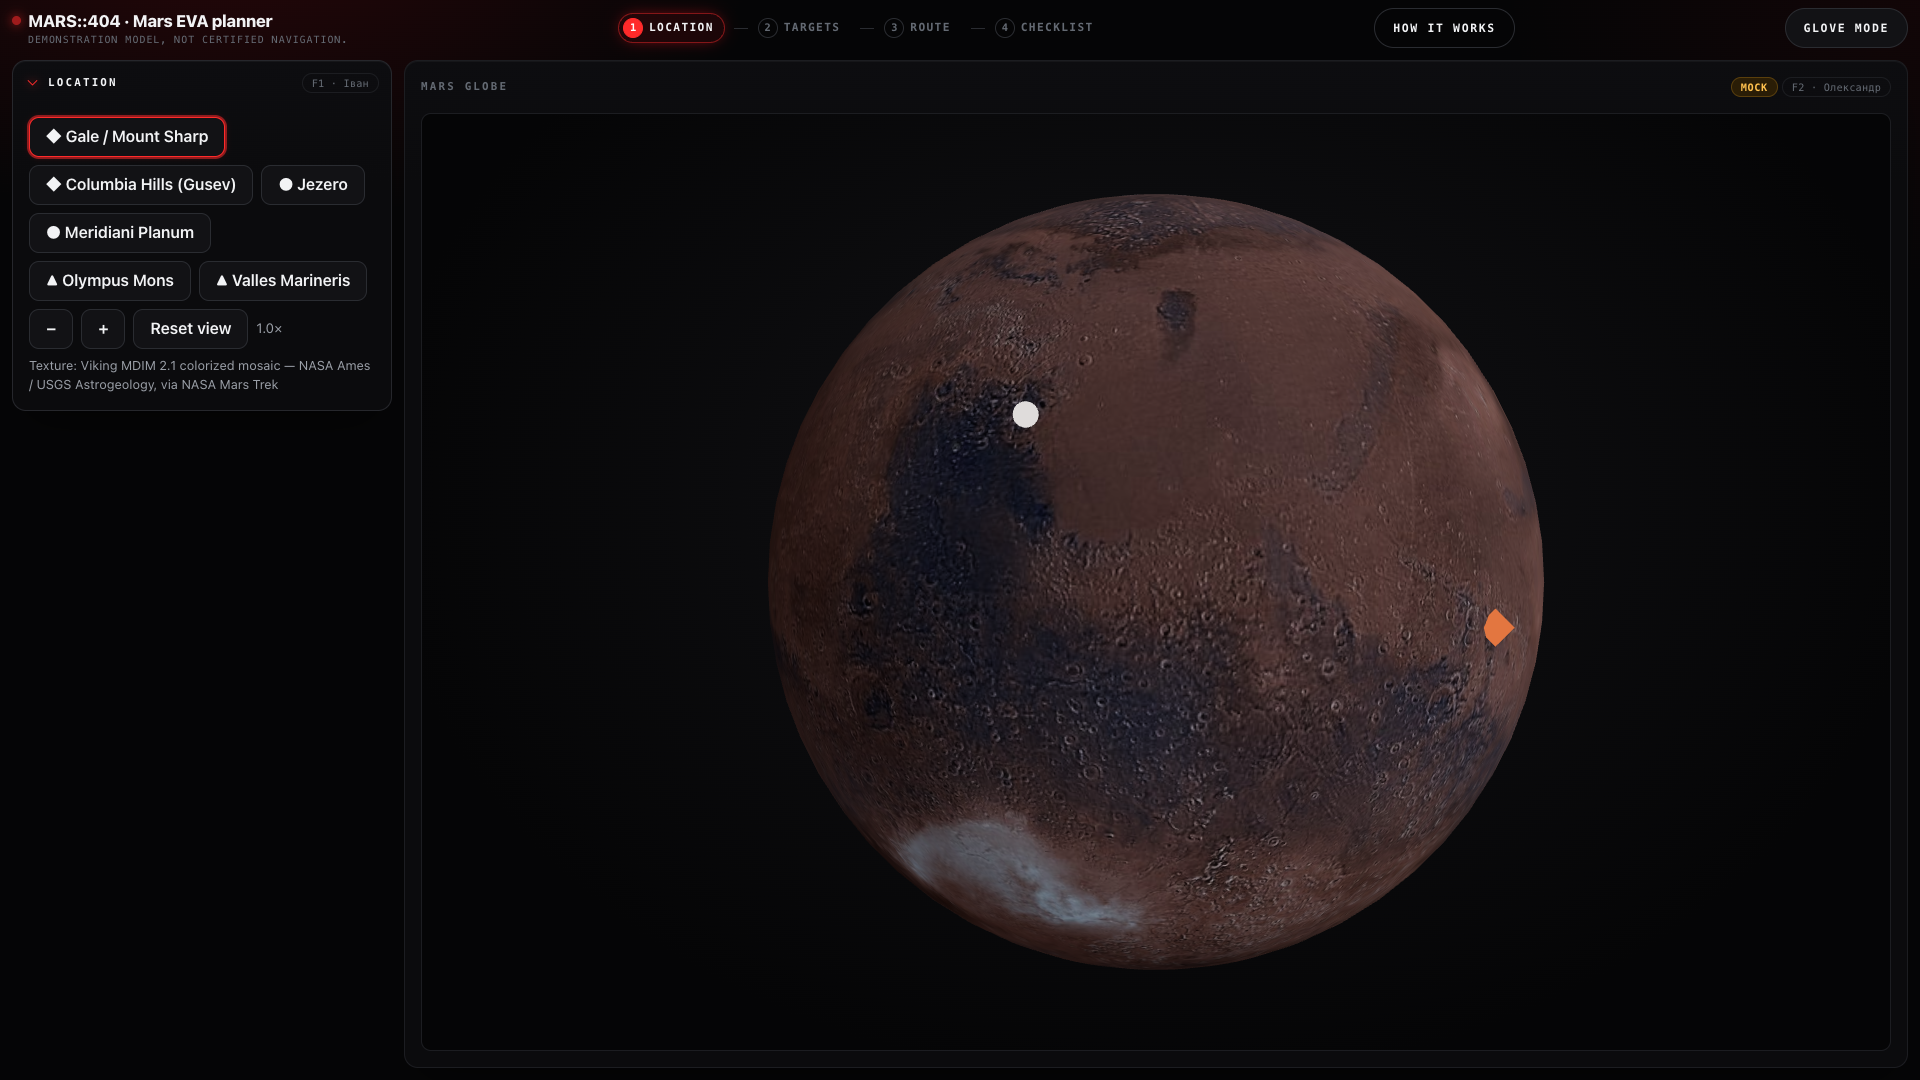 MARS::404 · Mars EVA planner
DEMONSTRATION MODEL, NOT CERTIFIED NAVIGATION.
1 LOCATION — 2 TARGETS — 3 ROUTE — 4 CHECKLIST
HOW IT WORKS
GLOVE MODE
LOCATION
F1 · Іван
◆ Gale / Mount Sharp
◆ Columbia Hills (Gusev)
● Jezero
● Meridiani Planum
▲ Olympus Mons
▲ Valles Marineris
− + Reset view 1.0×
Texture: Viking MDIM 2.1 colorized mosaic — NASA Ames
/ USGS Astrogeology, via NASA Mars Trek
MARS GLOBE
MOCK
F2 · Олександр